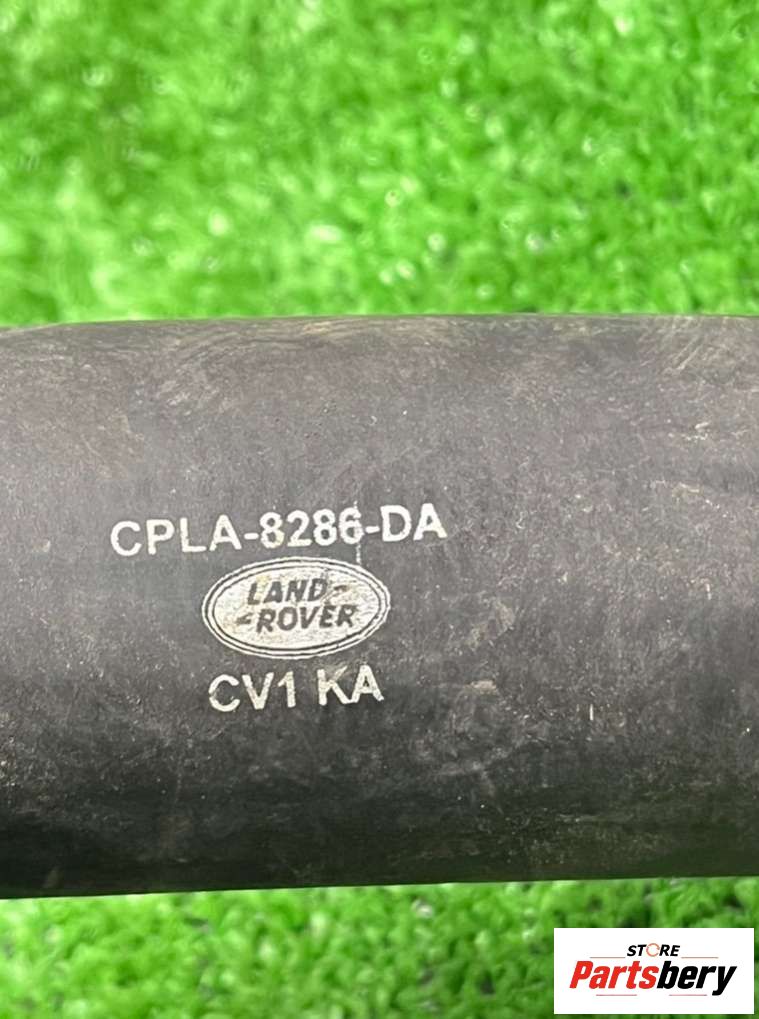 CPLA-8286-DA
LAND-
-ROVER
CV1 KA
STORE
Partsbery